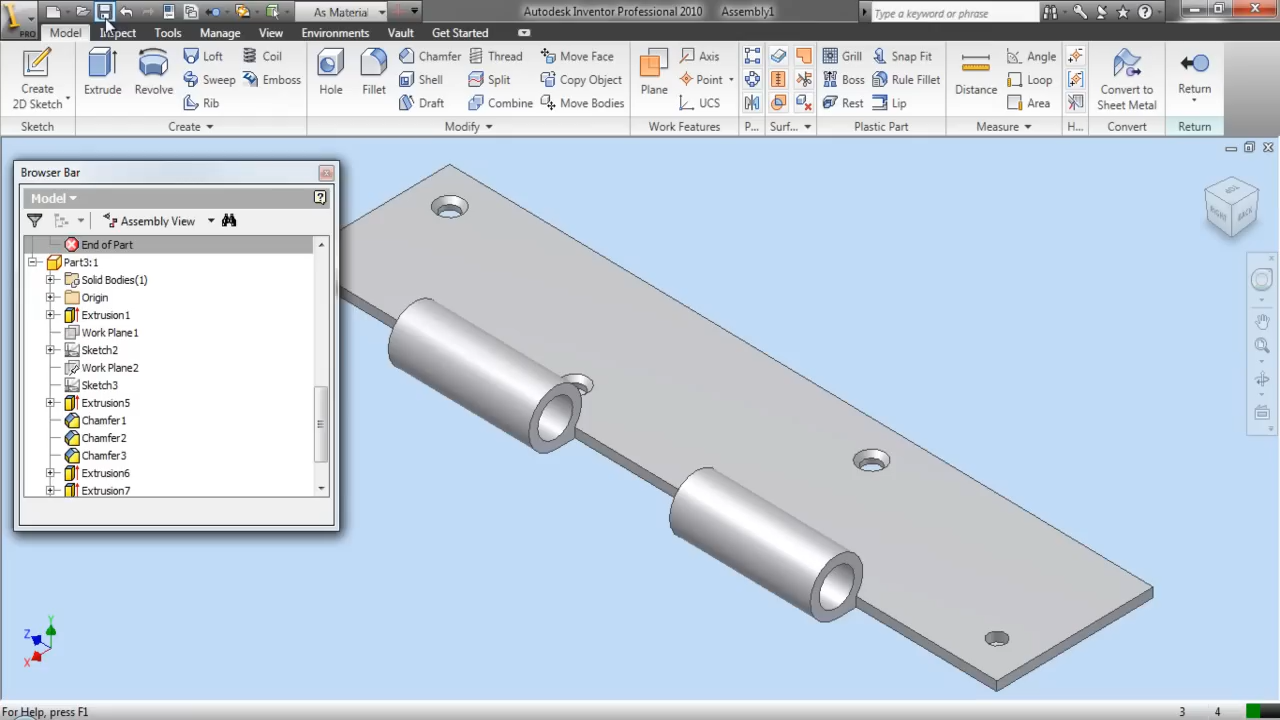 As Material
Autodesk Inventor Professional 2010 Assembly1
Type a keyword or phrase
PRO
Model Inspect Tools Manage View Environments Vault Get Started
Create
2D Sketch
Extrude
Revolve
Loft
Sweep
Rib
Coil
Emboss
Hole
Fillet
Chamfer
Shell
Draft
Thread
Split
Combine
Move Face
Copy Object
Move Bodies
Plane
Axis
Point
UCS
Grill
Boss
Rest
Snap Fit
Rule Fillet
Lip
Distance
Angle
Loop
Area
Convert to
Sheet Metal
Return
Sketch
Create
Modify
Work Features
P...
Surf...
Plastic Part
Measure
H...
Convert
Return
Browser Bar
Model
Assembly View
End of Part
Part3:1
Solid Bodies(1)
Origin
Extrusion1
Work Plane1
Sketch2
Work Plane2
Sketch3
Extrusion5
Chamfer1
Chamfer2
Chamfer3
Extrusion6
Extrusion7
RIGHT
BACK
Y
Z
X
For Help, press F1
3 4